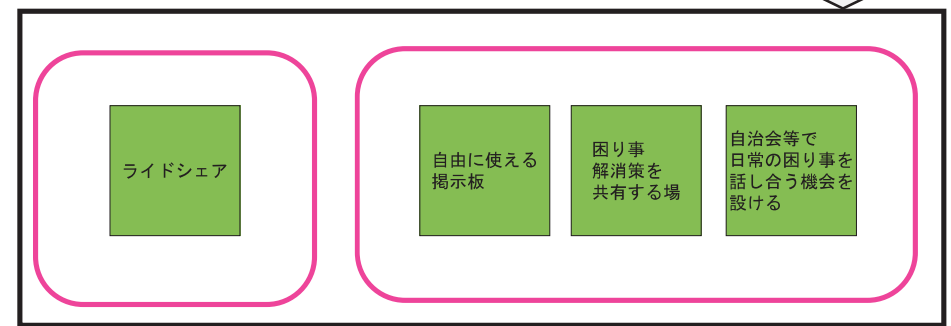 ライドシェア
自由に使える
掲示板
困り事
解消策を
共有する場
自治会等で
日常の困り事を
話し合う機会を
設ける